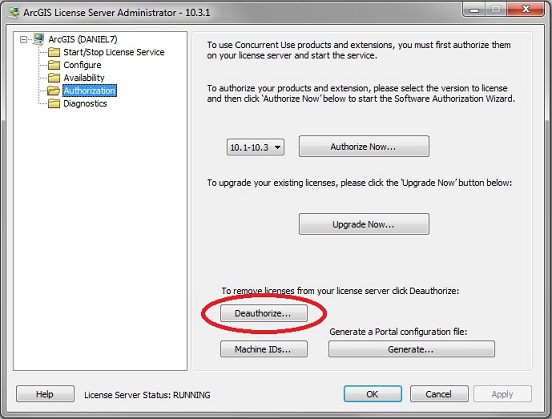 ArcGIS License Server Administrator - 10.3.1
ArcGIS (DANIEL7)
Start/Stop License Service
Configure
Availability
Authorization
Diagnostics
To use Concurrent Use products and extensions, you must first authorize them
on your license server and start the service.
To authorize your products and extension, please select the version to license
and then click 'Authorize Now' below to start the Software Authorization Wizard.
10.1-10.3
Authorize Now...
To upgrade your existing licenses, please click the 'Upgrade Now' button below:
Upgrade Now...
To remove licenses from your license server click Deauthorize:
Deauthorize...
Generate a Portal configuration file:
Machine IDs...
Generate...
Help
License Server Status: RUNNING
OK
Cancel
Apply